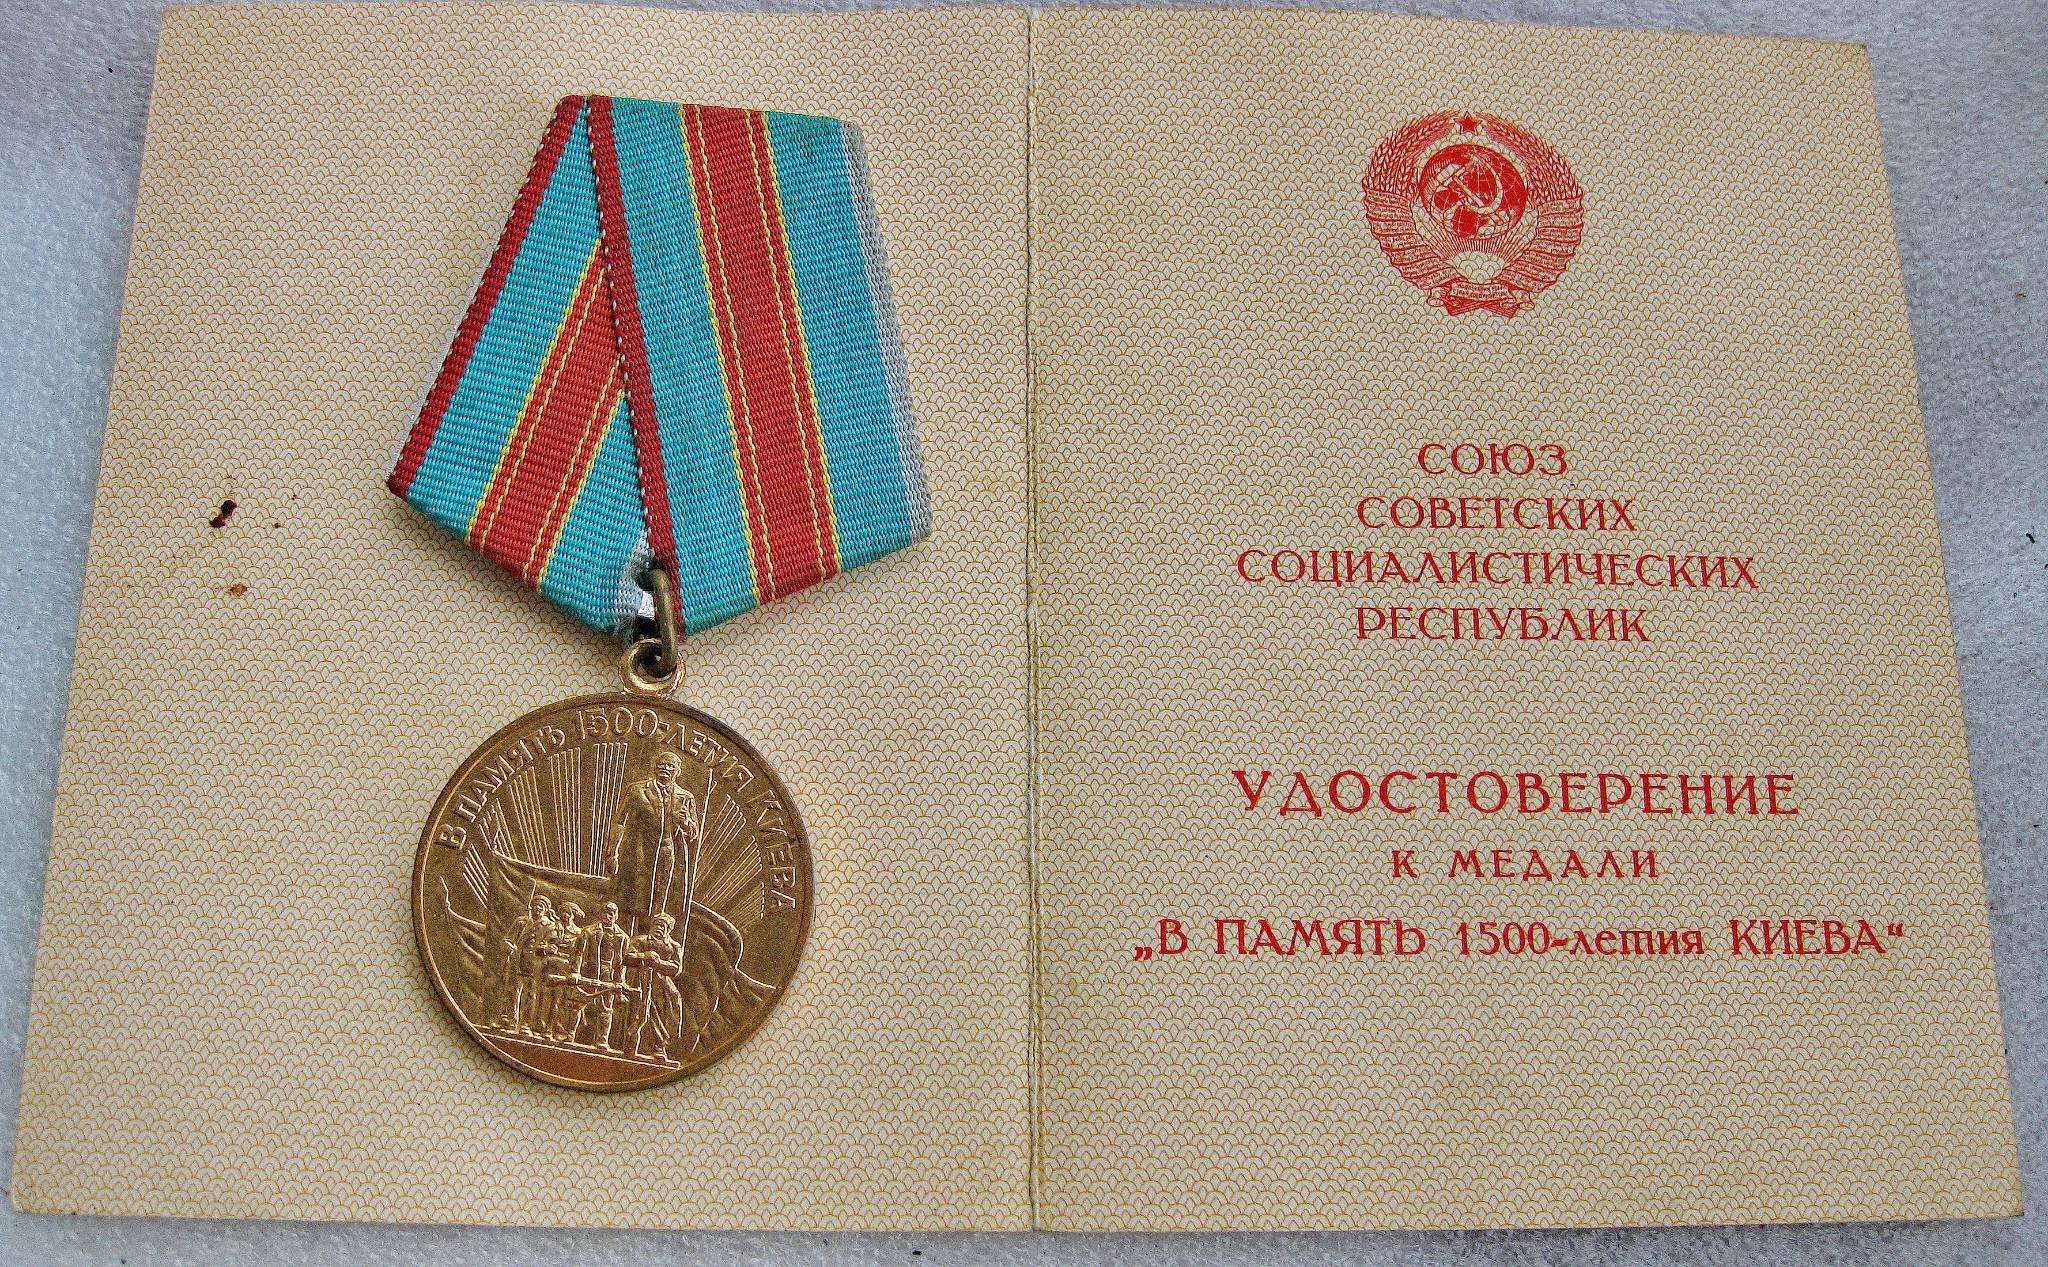 В ПАМЯТЬ 1500-ЛЕТИЯ КИЕВА
СОЮЗ
СОВЕТСКИХ
СОЦИАЛИСТИЧЕСКИХ
РЕСПУБЛИК
УДОСТОВЕРЕНИЕ
К МЕДАЛИ
„В ПАМЯТЬ 1500-летия КИЕВА“